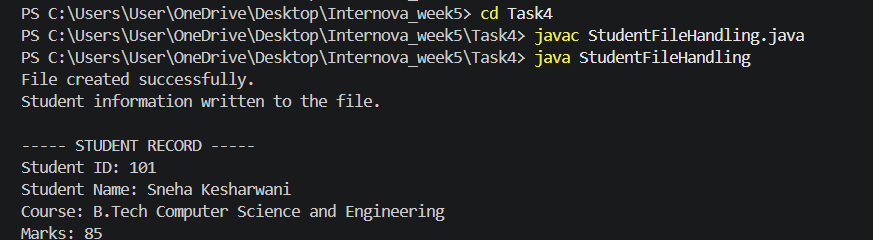 PS C:\Users\User\OneDrive\Desktop\Internova_week5> cd Task4
PS C:\Users\User\OneDrive\Desktop\Internova_week5\Task4> javac StudentFileHandling.java
PS C:\Users\User\OneDrive\Desktop\Internova_week5\Task4> java StudentFileHandling
File created successfully.
Student information written to the file.

----- STUDENT RECORD -----
Student ID: 101
Student Name: Sneha Kesharwani
Course: B.Tech Computer Science and Engineering
Marks: 85